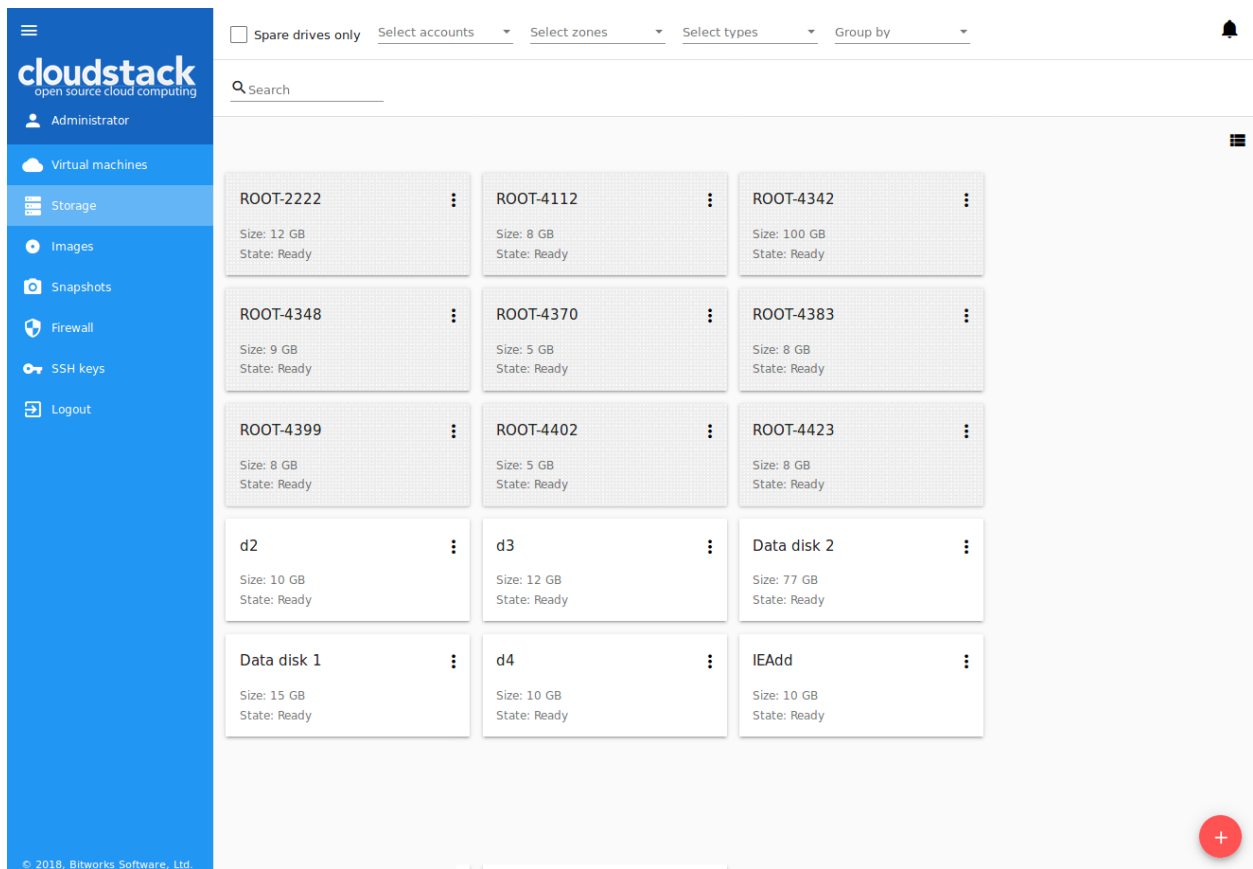 Spare drives only
Select accounts
Select zones
Select types
Group by
cloudstack
open source cloud computing
Search
Administrator
Virtual machines
Storage
Images
Snapshots
Firewall
SSH keys
Logout
ROOT-2222
Size: 12 GB
State: Ready
ROOT-4112
Size: 8 GB
State: Ready
ROOT-4342
Size: 100 GB
State: Ready
ROOT-4348
Size: 9 GB
State: Ready
ROOT-4370
Size: 5 GB
State: Ready
ROOT-4383
Size: 8 GB
State: Ready
ROOT-4399
Size: 8 GB
State: Ready
ROOT-4402
Size: 5 GB
State: Ready
ROOT-4423
Size: 8 GB
State: Ready
d2
Size: 10 GB
State: Ready
d3
Size: 12 GB
State: Ready
Data disk 2
Size: 77 GB
State: Ready
Data disk 1
Size: 15 GB
State: Ready
d4
Size: 10 GB
State: Ready
IEAdd
Size: 10 GB
State: Ready
© 2018, Bitworks Software, Ltd.